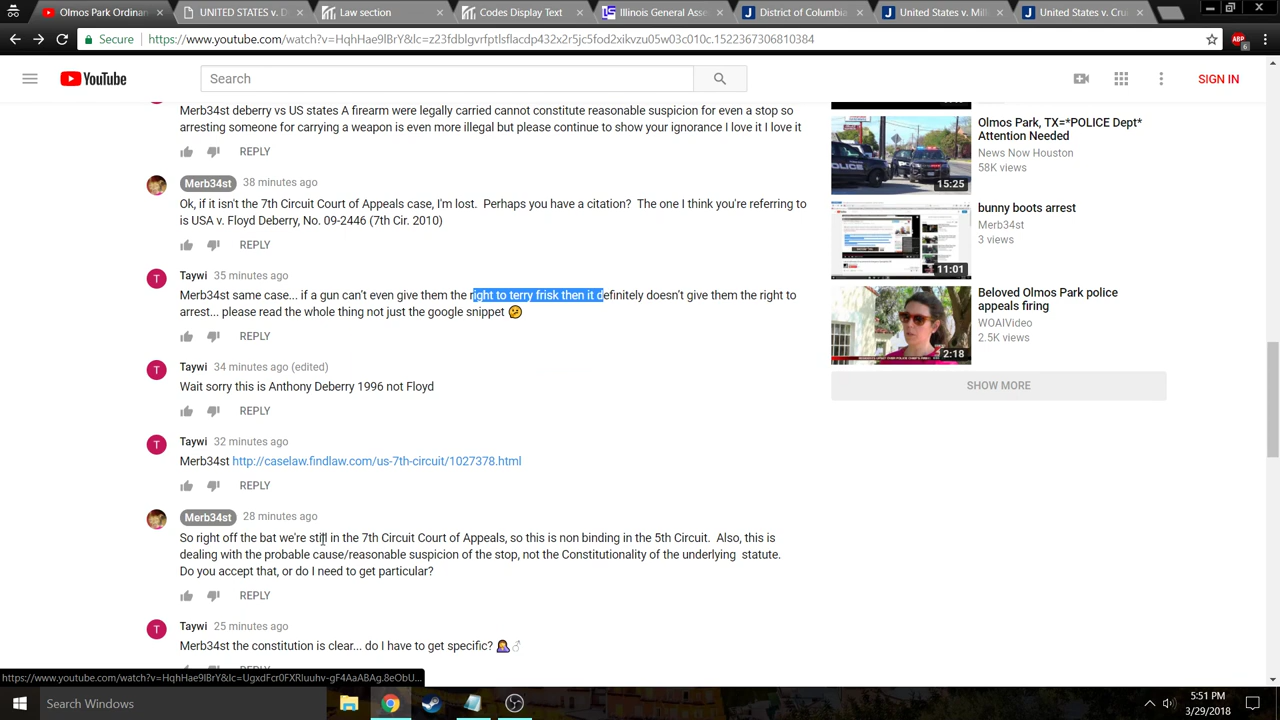 Olmos Park Ordinan
UNITED STATES v. D
Law section
Codes Display Text
Illinois General Asse
District of Columbia
United States v. Mill
United States v. Cru
Secure
https://www.youtube.com/watch?v=HqhHae9lBrY&lc=z23fdblgvrfptlsflacdp432x2r5jc5fod2xikvzu05w03c010c.1522367306810384
ABP
6
YouTube
Search
SIGN IN
Merb34st deberry vs US states A firearm were legally carried cannot constitute reasonable suspicion for even a stop so
arresting someone for carrying a weapon is even more illegal but please continue to show your ignorance I love it I love it
REPLY
Merb34st 38 minutes ago
Ok, if it isn't the 7th Circuit Court of Appeals case, I'm lost. Perhaps you have a citation? The one I think you're referring to
is USA v. Floyd Berry, No. 09-2446 (7th Cir. 2010)
REPLY
T
Taywi 35 minutes ago
Merb34st same case... if a gun can't even give them the right to terry frisk then it definitely doesn't give them the right to
arrest... please read the whole thing not just the google snippet
REPLY
T
Taywi 34 minutes ago (edited)
Wait sorry this is Anthony Deberry 1996 not Floyd
REPLY
T
Taywi 32 minutes ago
Merb34st http://caselaw.findlaw.com/us-7th-circuit/1027378.html
REPLY
Merb34st 28 minutes ago
So right off the bat we're still in the 7th Circuit Court of Appeals, so this is non binding in the 5th Circuit. Also, this is
dealing with the probable cause/reasonable suspicion of the stop, not the Constitutionality of the underlying statute.
Do you accept that, or do I need to get particular?
REPLY
T
Taywi 25 minutes ago
Merb34st the constitution is clear... do I have to get specific?
Olmos Park, TX=*POLICE Dept*
Attention Needed
News Now Houston
58K views
15:25
bunny boots arrest
Merb34st
3 views
11:01
Beloved Olmos Park police
appeals firing
WOAIVideo
2.5K views
2:18
SHOW MORE
https://www.youtube.com/watch?v=HqhHae9lBrY&lc=UgxdFcr0FXRluuhv-gF4AaABAg.8eObU...
Search Windows
5:51 PM
3/29/2018